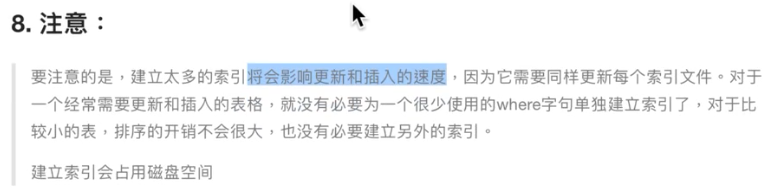 8. 注意：
要注意的是，建立太多的索引将会影响更新和插入的速度，因为它需要同样更新每个索引文件。对于
一个经常需要更新和插入的表格，就没有必要为一个很少使用的where字句单独建立索引了，对于比
较小的表，排序的开销不会很大，也没有必要建立另外的索引。
建立索引会占用磁盘空间